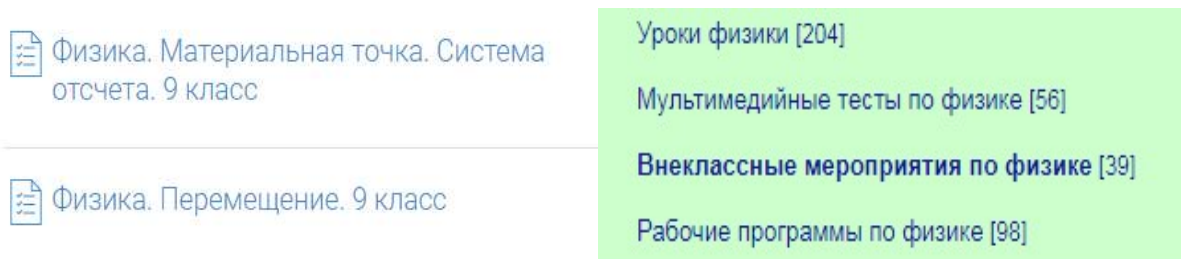 Физика. Материальная точка. Система
отсчета. 9 класс
Физика. Перемещение. 9 класс
Уроки физики [204]
Мультимедийные тесты по физике [56]
Внеклассные мероприятия по физике [39]
Рабочие программы по физике [98]